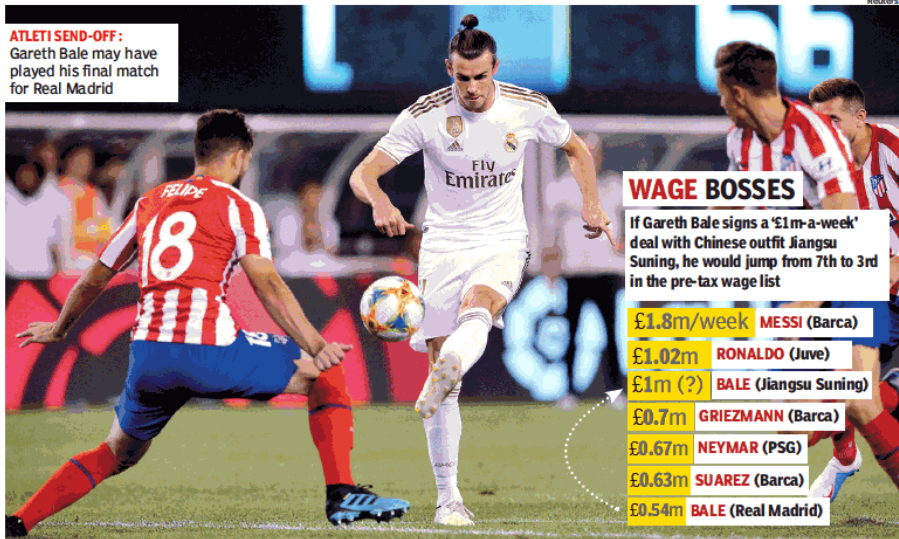 Reuters
ATLETI SEND-OFF:
Gareth Bale may have
played his final match
for Real Madrid
66
FELIPE
18
FLY
Emirates
18
WAGE BOSSES
If Gareth Bale signs a ‘£1m-a-week’
deal with Chinese outfit Jiangsu
Suning, he would jump from 7th to 3rd
in the pre-tax wage list
£1.8m/week MESSI (Barca)
£1.02m RONALDO (Juve)
£1m (?) BALE (Jiangsu Suning)
£0.7m GRIEZMANN (Barca)
£0.67m NEYMAR (PSG)
£0.63m SUAREZ (Barca)
£0.54m BALE (Real Madrid)